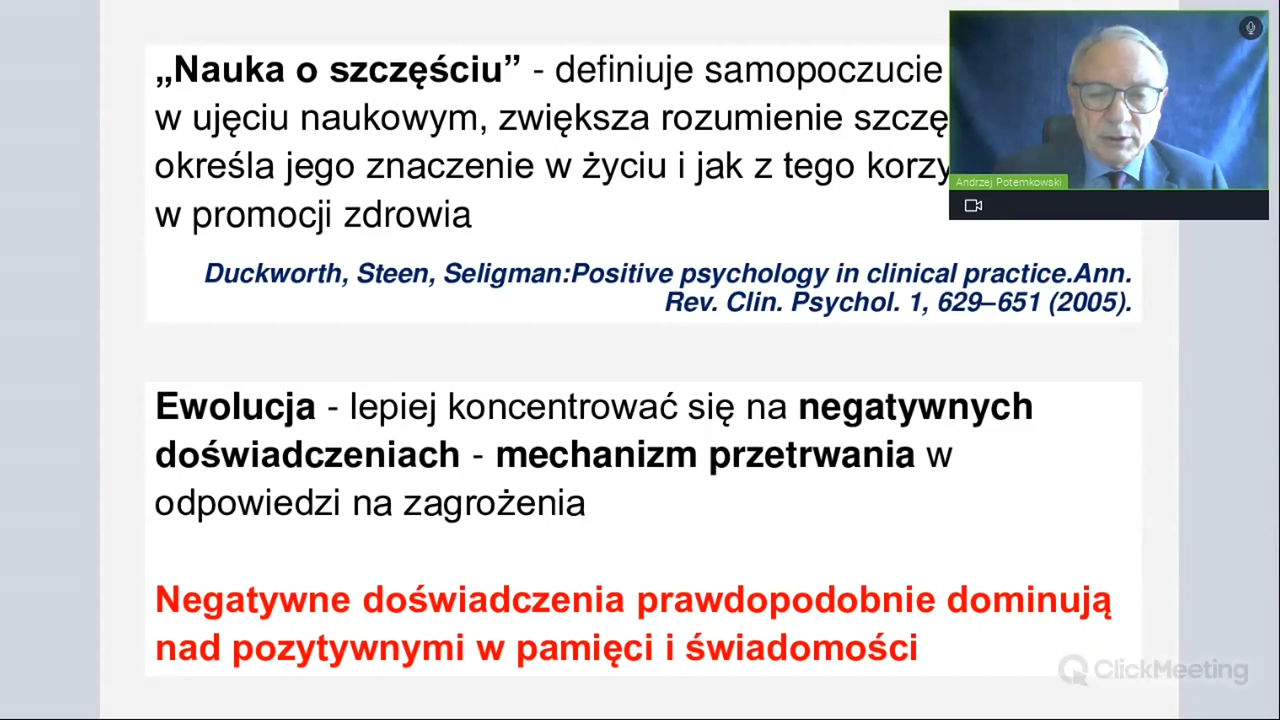 „Nauka o szczęściu” - definiuje samopoczucie
w ujęciu naukowym, zwiększa rozumienie
określa jego znaczenie w życiu i jak z tego
w promocji zdrowia
Duckworth, Steen, Seligman:Positive psychology in clinical practice.Ann.
Rev. Clin. Psychol. 1, 629–651 (2005).
Ewolucja - lepiej koncentrować się na negatywnych
doświadczeniach - mechanizm przetrwania w
odpowiedzi na zagrożenia
Negatywne doświadczenia prawdopodobnie dominują
nad pozytywnymi w pamięci i świadomości
Andrzej Potemkowski
ClickMeeting